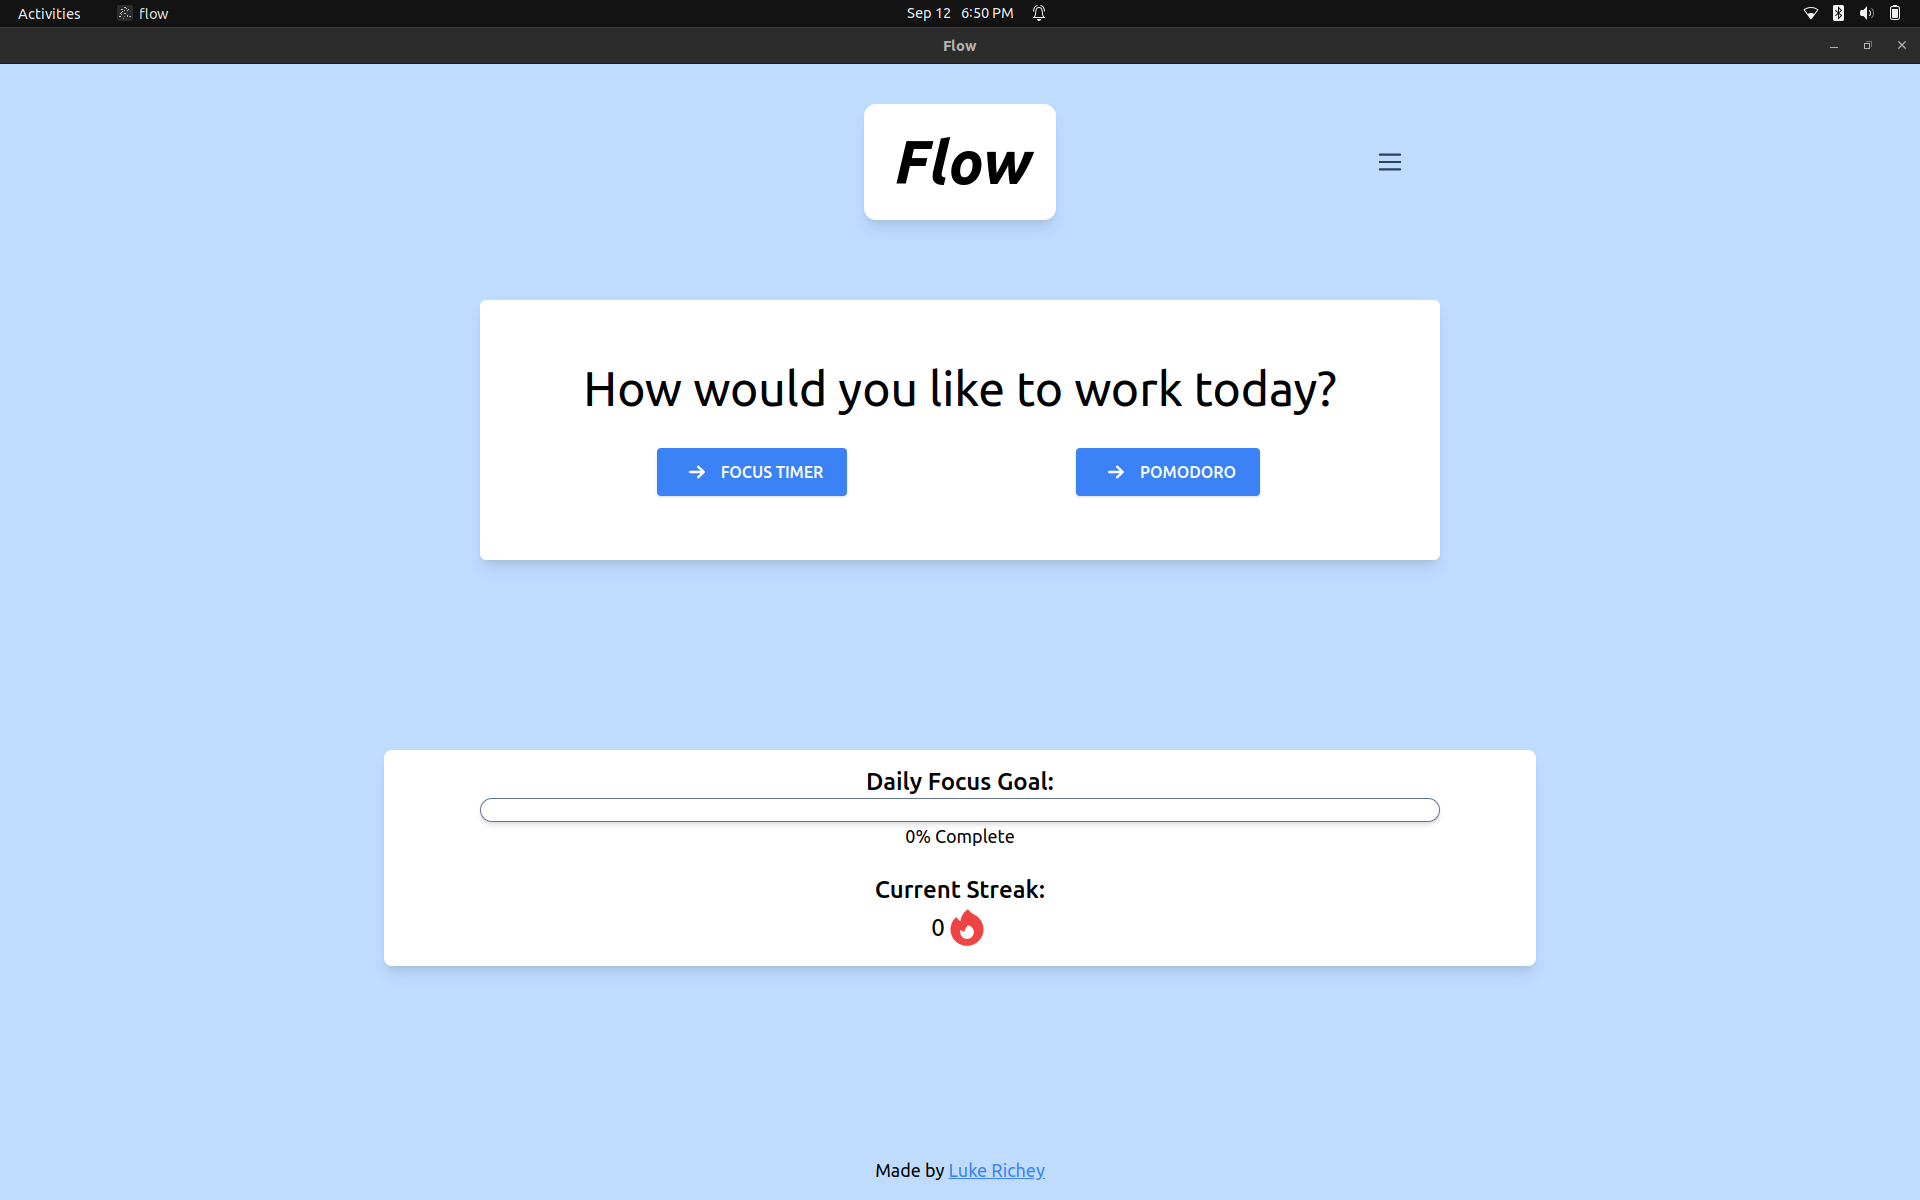 Activities flow Sep 12 6:50 PM
Flow
Flow
How would you like to work today?
FOCUS TIMER POMODORO
Daily Focus Goal:
0% Complete
Current Streak:
0
Made by Luke Richey